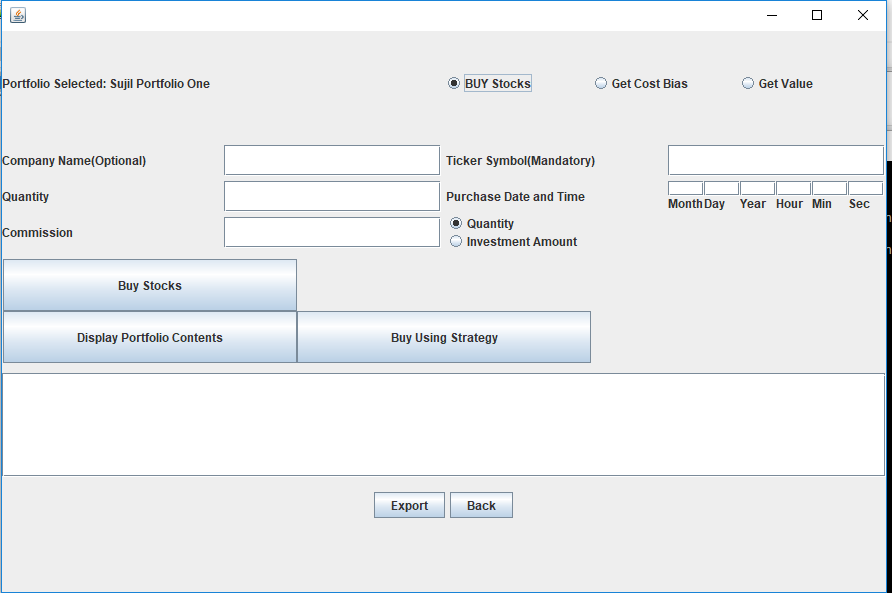 Portfolio Selected: Sujil Portfolio One BUY Stocks Get Cost Bias Get Value
Company Name(Optional) Ticker Symbol(Mandatory)
Quantity Purchase Date and Time
Month Day Year Hour Min Sec
Commission Quantity
Investment Amount
Buy Stocks
Display Portfolio Contents Buy Using Strategy
Export Back